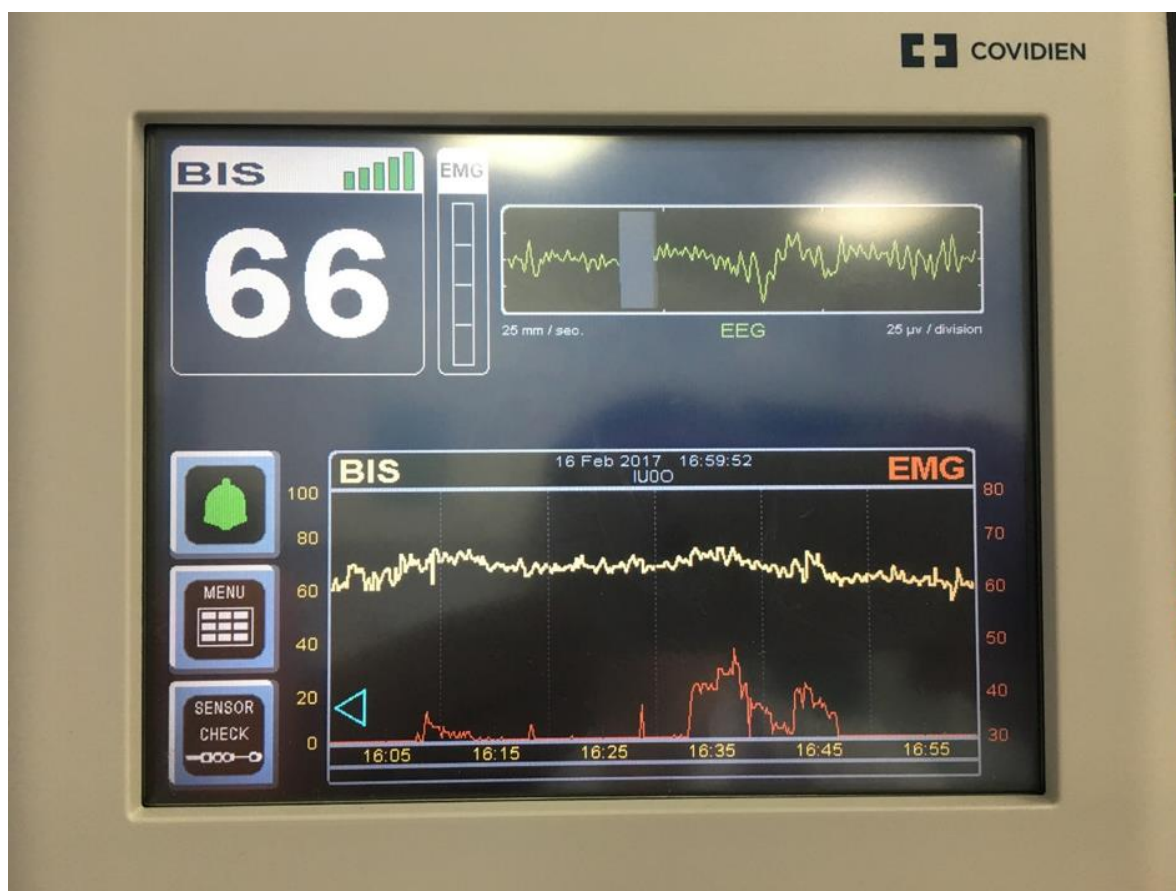 COVIDIEN
BIS
EMG
66
25 mm / sec.
EEG
25 µv / division
BIS
16 Feb 2017 16:59:52
IU0O
EMG
100
80
60
40
20
0
80
70
60
50
40
30
MENU
SENSOR
CHECK
16:05 16:15 16:25 16:35 16:45 16:55